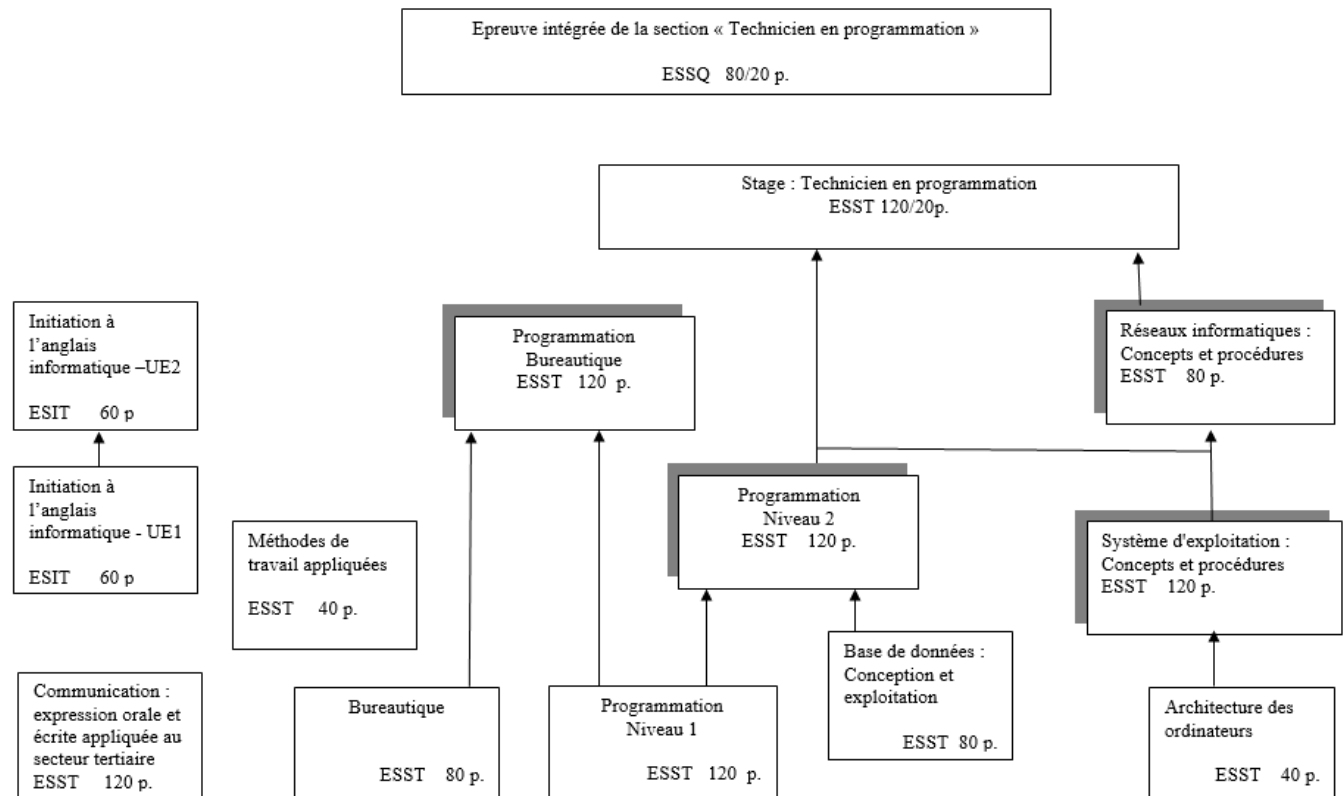 Epreuve intégrée de la section « Technicien en programmation »
ESSQ 80/20 p.
Stage : Technicien en programmation
ESST 120/20p.
Initiation à
l’anglais
informatique –UE2
ESIT 60 p
Programmation
Bureautique
ESST 120 p.
Réseaux informatiques :
Concepts et procédures
ESST 80 p.
Initiation à
l’anglais
informatique - UE1
ESIT 60 p
Méthodes de
travail appliquées
ESST 40 p.
Programmation
Niveau 2
ESST 120 p.
Système d'exploitation :
Concepts et procédures
ESST 120 p.
Communication :
expression orale et
écrite appliquée au
secteur tertiaire
ESST 120 p.
Bureautique
ESST 80 p.
Programmation
Niveau 1
ESST 120 p.
Base de données :
Conception et
exploitation
ESST 80 p.
Architecture des
ordinateurs
ESST 40 p.